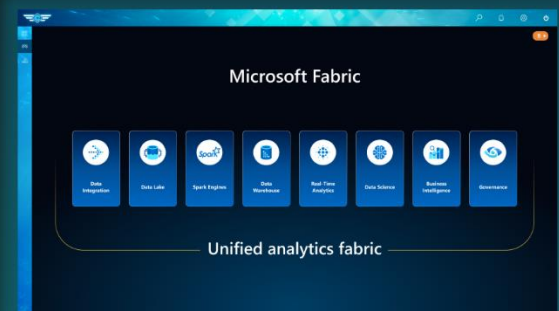 Microsoft Fabric
Data
Integration
Data Lake
Spark
Spark Engines
Data
Warehouse
Real-Time
Analytics
Data Science
Business
Intelligence
Governance
Unified analytics fabric